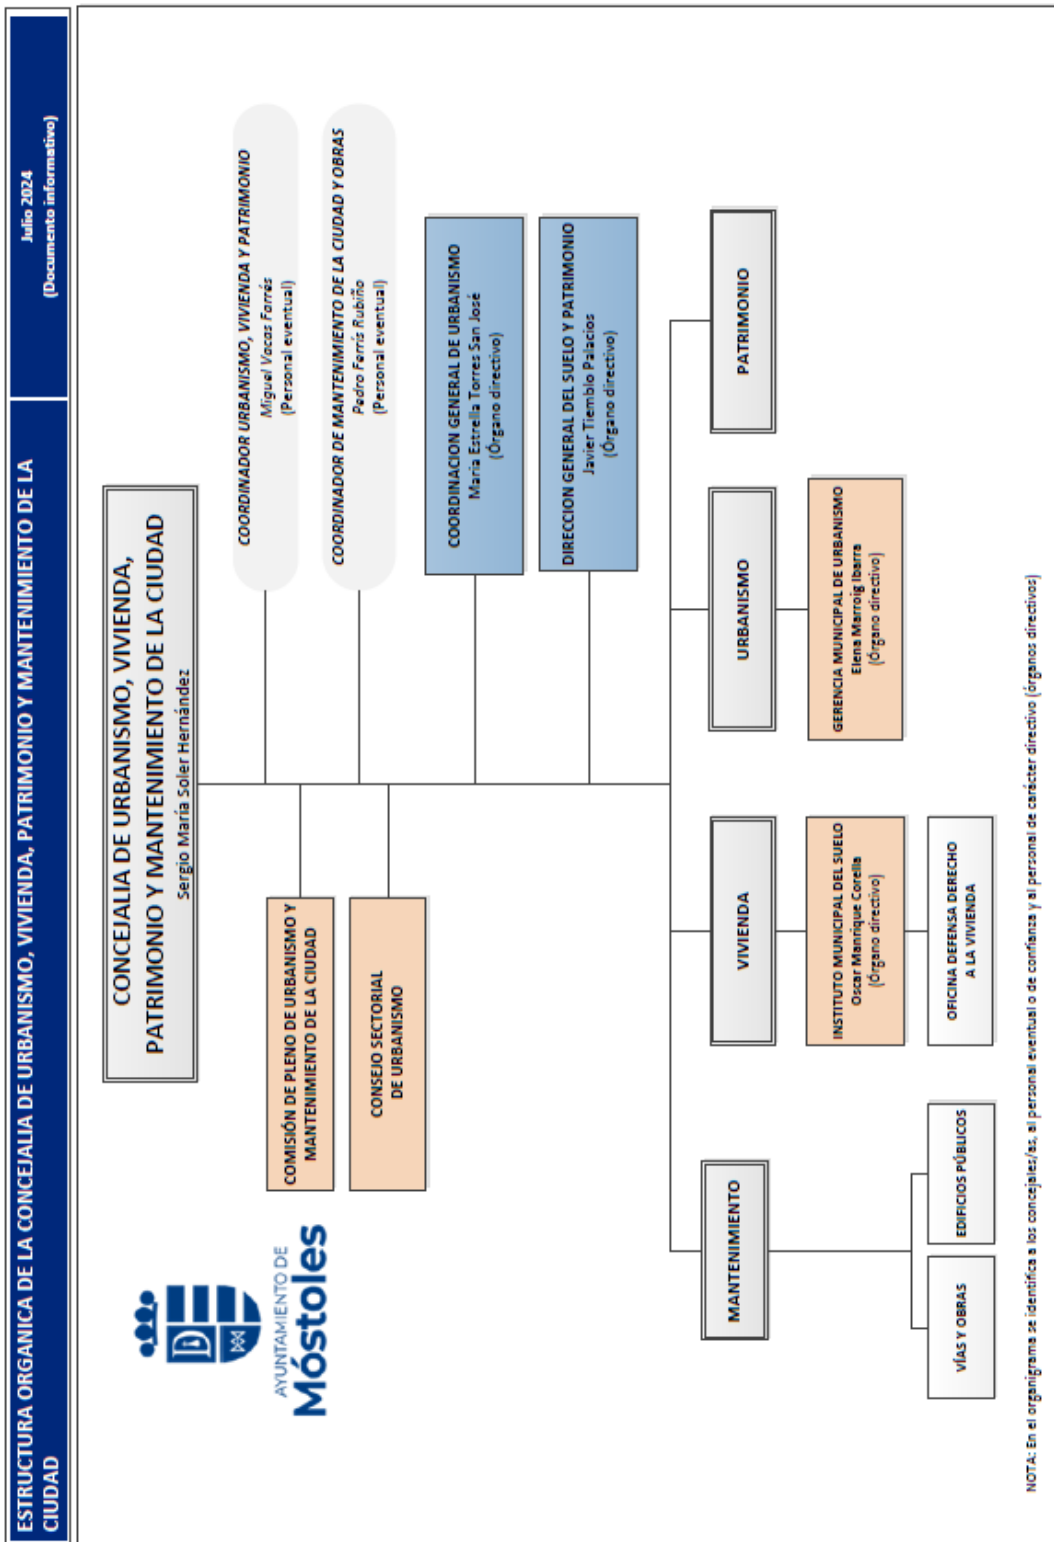 ESTRUCTURA ORGANICA DE LA CONCEJALIA DE URBANISMO, VIVIENDA, PATRIMONIO Y MANTENIMIENTO DE LA
CIUDAD
Julio 2024
(Documento informativo)
AYUNTAMIENTO DE
Móstoles
CONCEJALIA DE URBANISMO, VIVIENDA,
PATRIMONIO Y MANTENIMIENTO DE LA CIUDAD
Sergio María Soler Hernández
COORDINADOR URBANISMO, VIVIENDA Y PATRIMONIO
Miguel Vacas Farrés
(Personal eventual)
COMISIÓN DE PLENO DE URBANISMO Y
MANTENIMIENTO DE LA CIUDAD
COORDINADOR DE MANTENIMIENTO DE LA CIUDAD Y OBRAS
Pedro Ferrís Rubiño
(Personal eventual)
CONSEJO SECTORIAL
DE URBANISMO
COORDINACION GENERAL DE URBANISMO
María Estrella Torres San José
(Órgano directivo)
DIRECCION GENERAL DEL SUELO Y PATRIMONIO
Javier Tiemblo Palacios
(Órgano directivo)
MANTENIMIENTO
VIVIENDA
URBANISMO
PATRIMONIO
INSTITUTO MUNICIPAL DEL SUELO
Oscar Manrique Corella
(Órgano directivo)
GERENCIA MUNICIPAL DE URBANISMO
Elena Marroig Ibarra
(Órgano directivo)
VÍAS Y OBRAS
EDIFICIOS PÚBLICOS
OFICINA DEFENSA DERECHO
A LA VIVIENDA
NOTA: En el organigrama se identifica a los concejales/as, al personal eventual o de confianza y al personal de carácter directivo (órganos directivos)